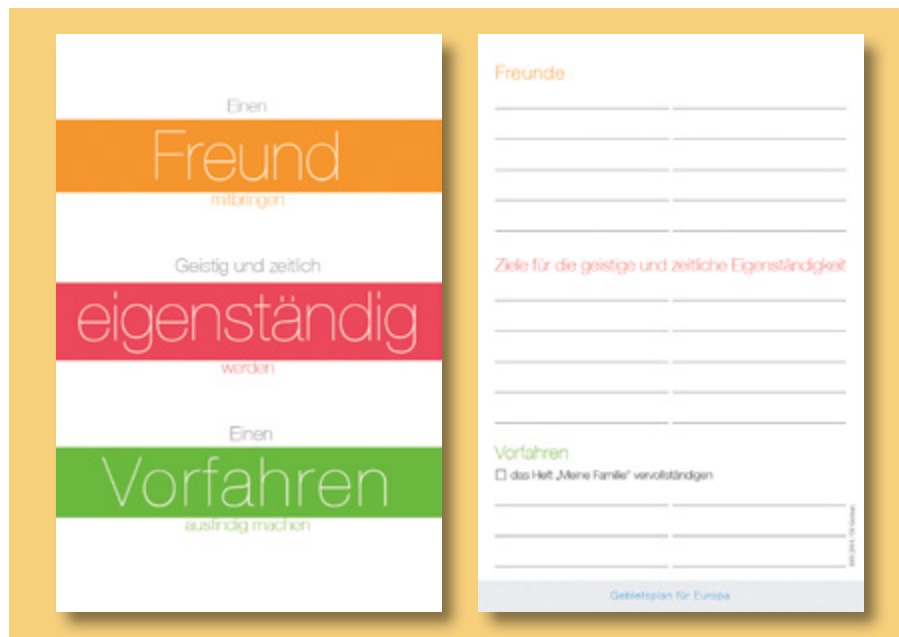 Einen
Freund
mitbringen
Geistig und zeitlich
eigenständig
werden
Einen
Vorfahren
ausfindig machen
Freunde
Ziele für die geistige und zeitliche Eigenständigkeit
Vorfahren
das Heft „Meine Familie“ vervollständigen
Gebietsplan für Europa